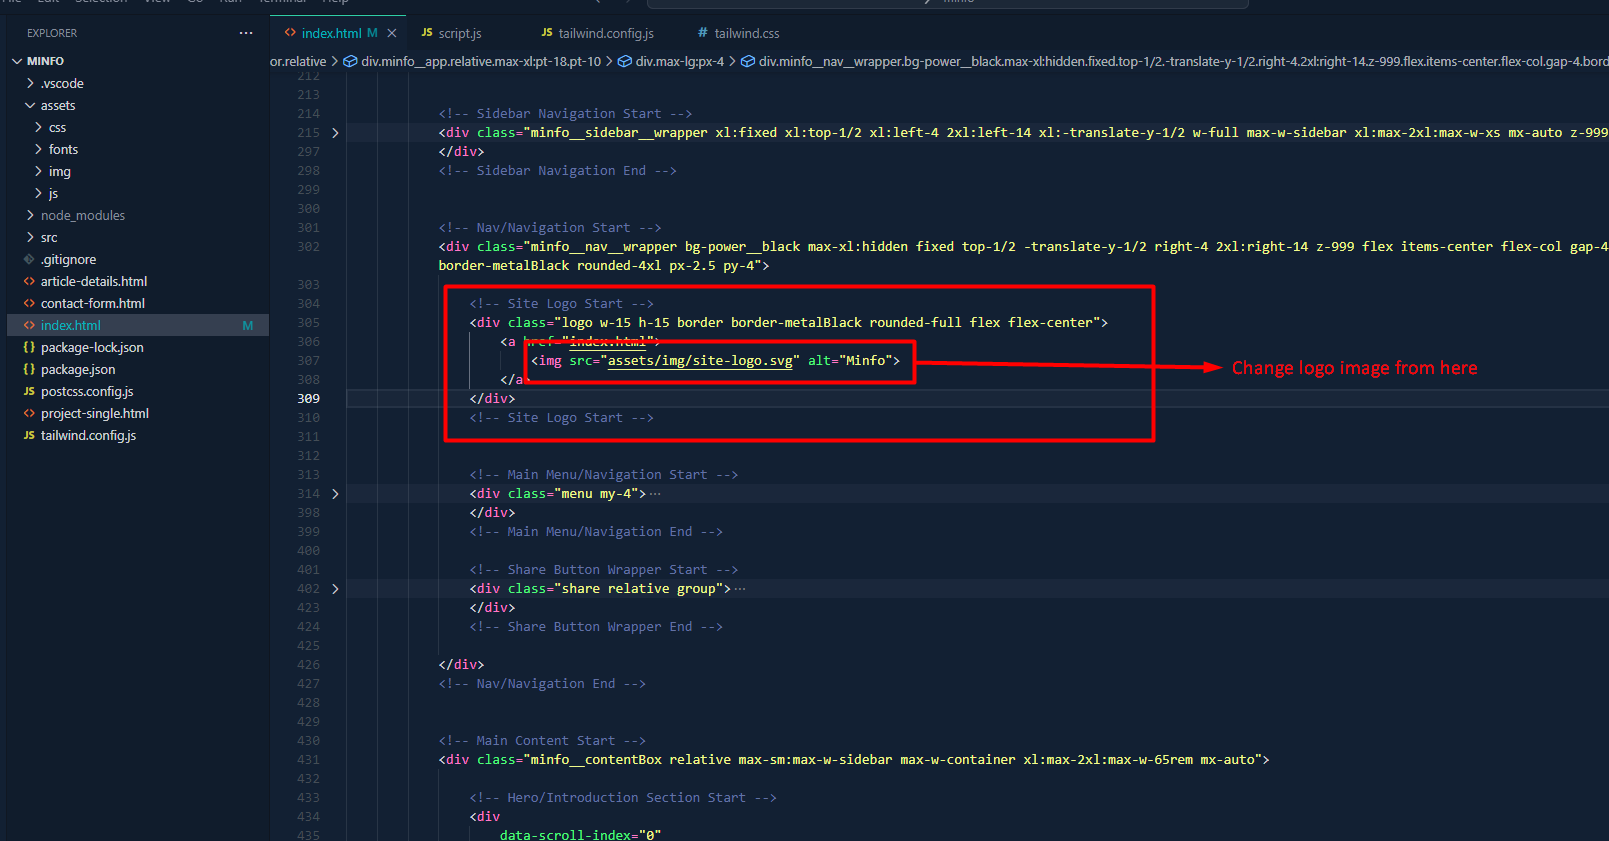 File Edit Selection View Go Run Terminal Help
minfo
EXPLORER ···
index.html M
script.js
tailwind.config.js
tailwind.css
or.relative > div.minfo__app.relative.max-xl:pt-18.pt-10 > div.max-lg:px-4 > div.minfo__nav__wrapper.bg-power__black.max-xl:hidden.fixed.top-1/2.-translate-y-1/2.right-4.2xl:right-14.z-999.flex.items-center.flex-col.gap-4.bord
MINFO
.vscode
assets
css
fonts
img
js
node_modules
src
.gitignore
article-details.html
contact-form.html
index.html M
package-lock.json
package.json
postcss.config.js
project-single.html
tailwind.config.js
212
213
214 <!-- Sidebar Navigation Start -->
215 <div class="minfo__sidebar__wrapper xl:fixed xl:top-1/2 xl:left-4 2xl:left-14 xl:-translate-y-1/2 w-full max-w-sidebar xl:max-2xl:max-w-xs mx-auto z-999
297 </div>
298 <!-- Sidebar Navigation End -->
299
300
301 <!-- Nav/Navigation Start -->
302 <div class="minfo__nav__wrapper bg-power__black max-xl:hidden fixed top-1/2 -translate-y-1/2 right-4 2xl:right-14 z-999 flex items-center flex-col gap-4
border-metalBlack rounded-4xl px-2.5 py-4">
303
304 <!-- Site Logo Start -->
305 <div class="logo w-15 h-15 border border-metalBlack rounded-full flex flex-center">
306 <a href="index.html">
307 <img src="assets/img/site-logo.svg" alt="Minfo">
Change logo image from here
308 </a>
309 </div>
310 <!-- Site Logo Start -->
311
312
313 <!-- Main Menu/Navigation Start -->
314 <div class="menu my-4">···
398 </div>
399 <!-- Main Menu/Navigation End -->
400
401 <!-- Share Button Wrapper Start -->
402 <div class="share relative group">···
423 </div>
424 <!-- Share Button Wrapper End -->
425
426 </div>
427 <!-- Nav/Navigation End -->
428
429
430 <!-- Main Content Start -->
431 <div class="minfo__contentBox relative max-sm:max-w-sidebar max-w-container xl:max-2xl:max-w-65rem mx-auto">
432
433 <!-- Hero/Introduction Section Start -->
434 <div
435 data-scroll-index="0"